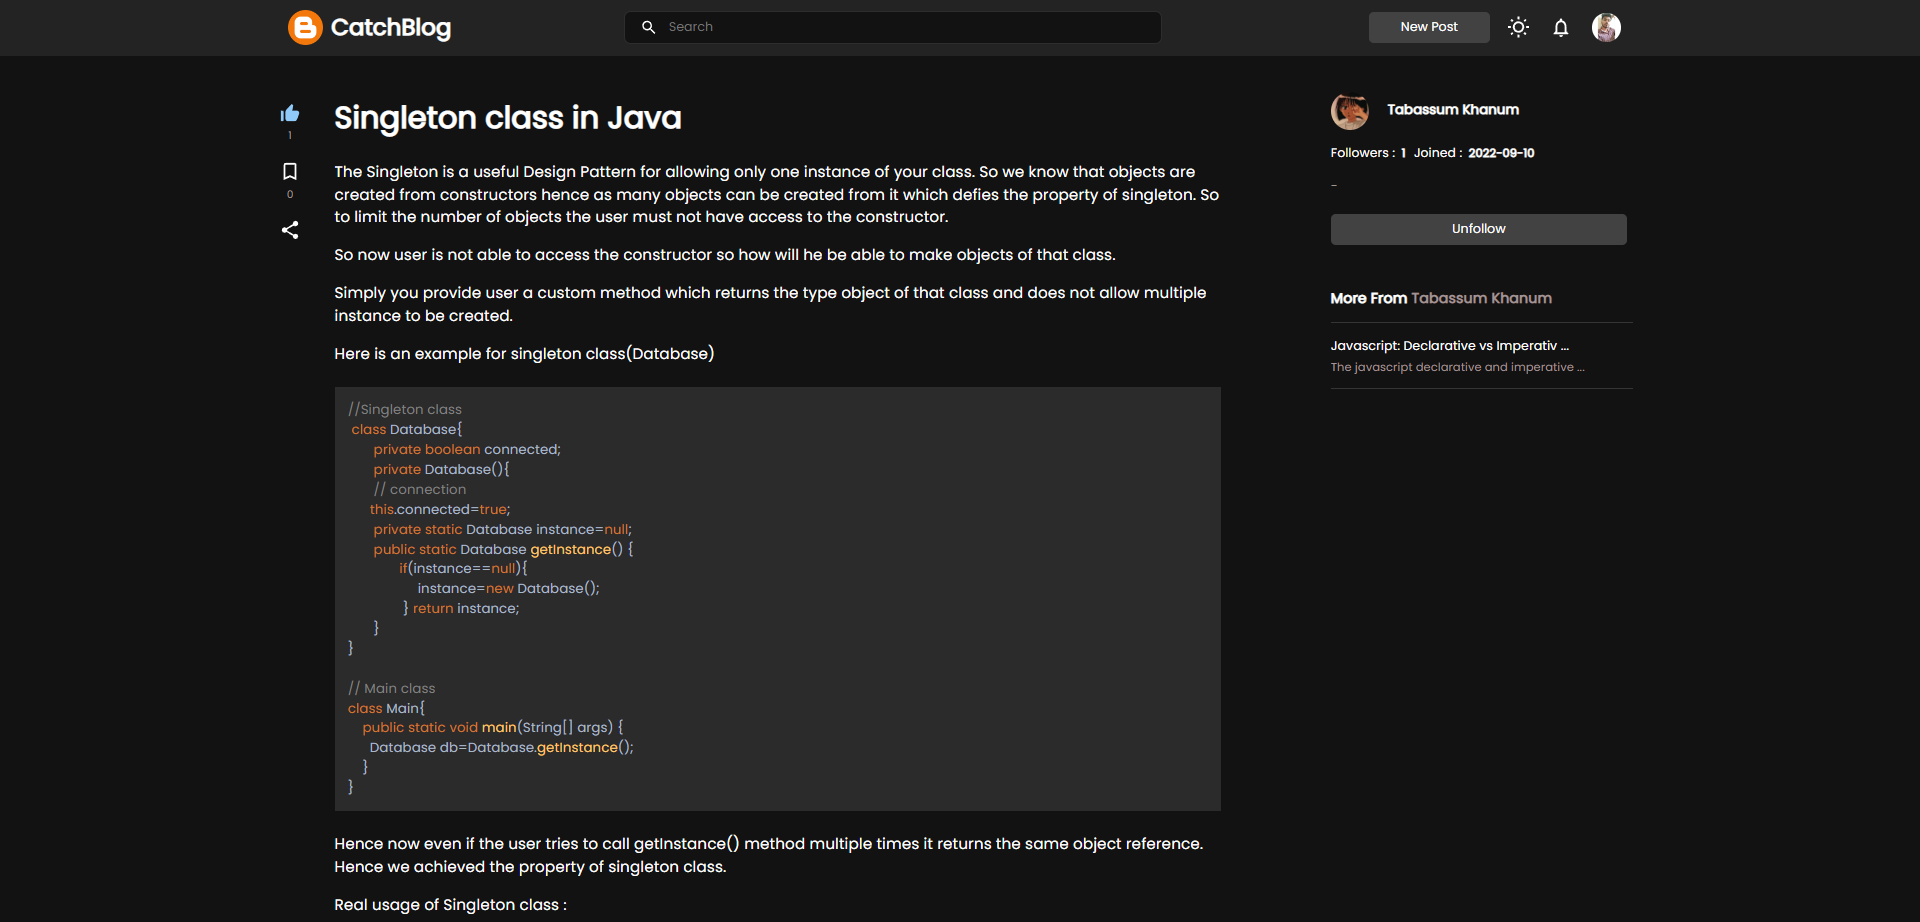 CatchBlog
Search
New Post
1
0
Singleton class in Java
The Singleton is a useful Design Pattern for allowing only one instance of your class. So we know that objects are
created from constructors hence as many objects can be created from it which defies the property of singleton. So
to limit the number of objects the user must not have access to the constructor.
So now user is not able to access the constructor so how will he be able to make objects of that class.
Simply you provide user a custom method which returns the type object of that class and does not allow multiple
instance to be created.
Here is an example for singleton class(Database)
//Singleton class
class Database{
private boolean connected;
private Database(){
// connection
this.connected=true;
private static Database instance=null;
public static Database getInstance() {
if(instance==null){
instance=new Database();
} return instance;
}
}
// Main class
class Main{
public static void main(String[] args) {
Database db=Database.getInstance();
}
}
Hence now even if the user tries to call getInstance() method multiple times it returns the same object reference.
Hence we achieved the property of singleton class.
Real usage of Singleton class :
Tabassum Khanum
Followers : 1 Joined : 2022-09-10
-
Unfollow
More From Tabassum Khanum
Javascript: Declarative vs Imperativ ...
The javascript declarative and imperative ...